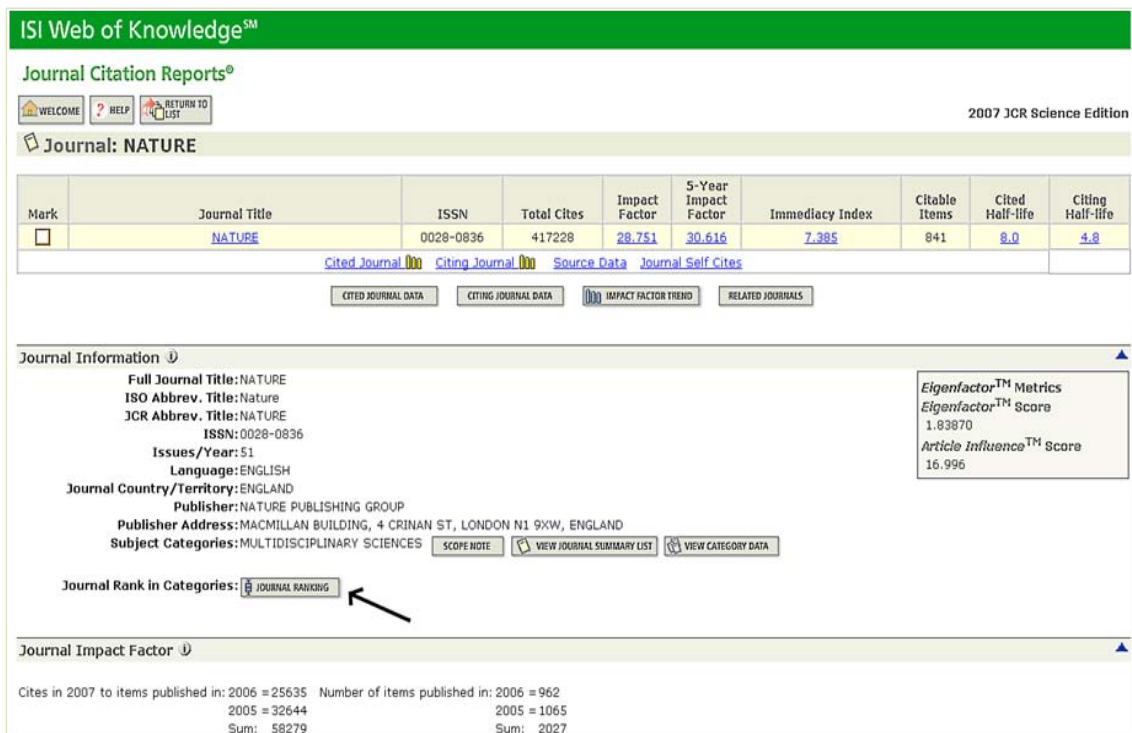 ISI Web of Knowledge℠
Journal Citation Reports®
WELCOME ? HELP RETURN TO LIST
2007 JCR Science Edition
Journal: NATURE
Mark Journal Title ISSN Total Cites Impact Factor 5-Year Impact Factor Immediacy Index Citable Items Cited Half-life Citing Half-life
NATURE 0028-0836 417228 28.751 30.616 7.385 841 8.0 4.8
Cited Journal Citing Journal Source Data Journal Self Cites
CITED JOURNAL DATA CITING JOURNAL DATA IMPACT FACTOR TREND RELATED JOURNALS
Journal Information
Full Journal Title: NATURE
ISO Abbrev. Title: Nature
JCR Abbrev. Title: NATURE
ISSN: 0028-0836
Issues/Year: 51
Language: ENGLISH
Journal Country/Territory: ENGLAND
Publisher: NATURE PUBLISHING GROUP
Publisher Address: MACMILLAN BUILDING, 4 CRINAN ST, LONDON N1 9XW, ENGLAND
Subject Categories: MULTIDISCIPLINARY SCIENCES SCOPE NOTE VIEW JOURNAL SUMMARY LIST VIEW CATEGORY DATA
Journal Rank in Categories: JOURNAL RANKING
Eigenfactor™ Metrics
Eigenfactor™ Score
1.83870
Article Influence™ Score
16.996
Journal Impact Factor
Cites in 2007 to items published in: 2006 = 25635 Number of items published in: 2006 = 962
2005 = 32644 2005 = 1065
Sum: 58279 Sum: 2027